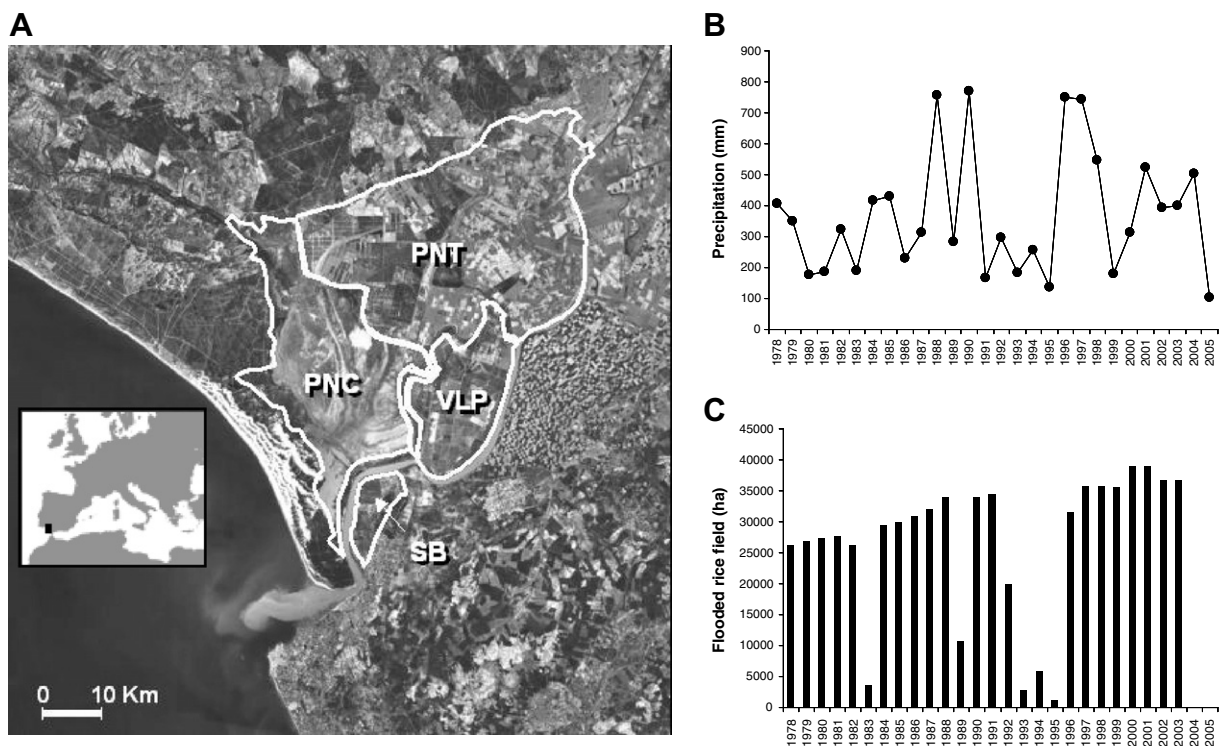 A
PNT
PNC
VLP
SB
0 10 Km
B
Precipitation (mm)
900
800
700
600
500
400
300
200
100
0
1978 1979 1980 1981 1982 1983 1984 1985 1986 1987 1988 1989 1990 1991 1992 1993 1994 1995 1996 1997 1998 1999 2000 2001 2002 2003 2004 2005
C
Flooded rice field (ha)
45000
40000
35000
30000
25000
20000
15000
10000
5000
0
1978 1979 1980 1981 1982 1983 1984 1985 1986 1987 1988 1989 1990 1991 1992 1993 1994 1995 1996 1997 1998 1999 2000 2001 2002 2003 2004 2005